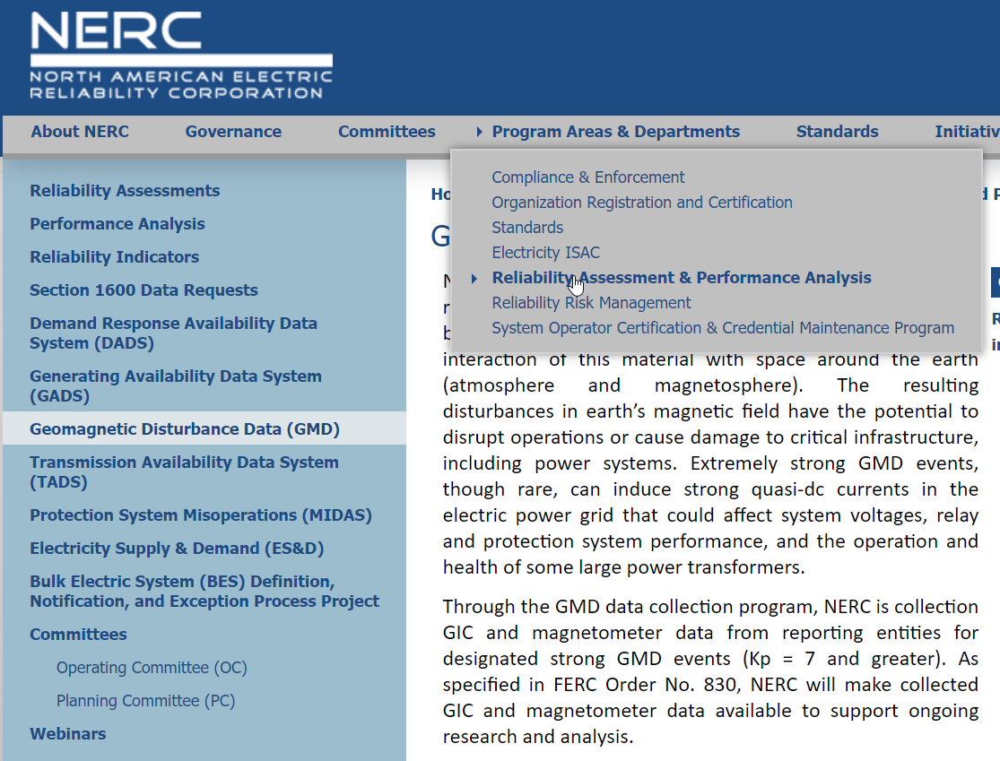 NERC
NORTH AMERICAN ELECTRIC
RELIABILITY CORPORATION
About NERC
Governance
Committees
Program Areas & Departments
Standards
Compliance & Enforcement
Organization Registration and Certification
Standards
Electricity ISAC
Reliability Assessment & Performance Analysis
Reliability Risk Management
System Operator Certification & Credential Maintenance Program
Reliability Assessments
Performance Analysis
Reliability Indicators
Section 1600 Data Requests
Demand Response Availability Data
System (DADS)
Generating Availability Data System
(GADS)
Geomagnetic Disturbance Data (GMD)
Transmission Availability Data System
(TADS)
Protection System Misoperations (MIDAS)
Electricity Supply & Demand (ES&D)
Bulk Electric System (BES) Definition,
Notification, and Exception Process Project
Committees
Operating Committee (OC)
Planning Committee (PC)
Webinars
interaction of this material with space around the earth
(atmosphere and magnetosphere). The resulting
disturbances in earth’s magnetic field have the potential to
disrupt operations or cause damage to critical infrastructure,
including power systems. Extremely strong GMD events,
though rare, can induce strong quasi-dc currents in the
electric power grid that could affect system voltages, relay
and protection system performance, and the operation and
health of some large power transformers.
Through the GMD data collection program, NERC is collection
GIC and magnetometer data from reporting entities for
designated strong GMD events (Kp = 7 and greater). As
specified in FERC Order No. 830, NERC will make collected
GIC and magnetometer data available to support ongoing
research and analysis.